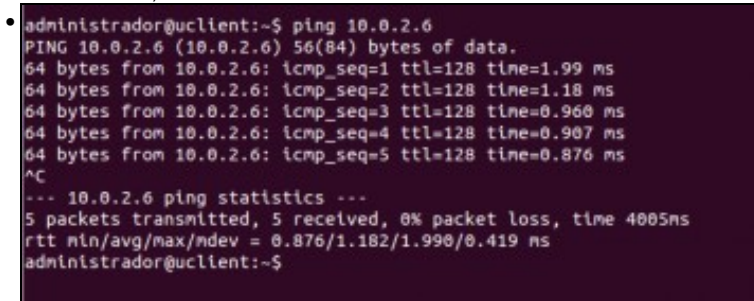 administrador@uclient:~$ ping 10.0.2.6
PING 10.0.2.6 (10.0.2.6) 56(84) bytes of data.
64 bytes from 10.0.2.6: icmp_seq=1 ttl=128 time=1.99 ms
64 bytes from 10.0.2.6: icmp_seq=2 ttl=128 time=1.18 ms
64 bytes from 10.0.2.6: icmp_seq=3 ttl=128 time=0.960 ms
64 bytes from 10.0.2.6: icmp_seq=4 ttl=128 time=0.907 ms
64 bytes from 10.0.2.6: icmp_seq=5 ttl=128 time=0.876 ms
^C
--- 10.0.2.6 ping statistics ---
5 packets transmitted, 5 received, 0% packet loss, time 4005ms
rtt min/avg/max/mdev = 0.876/1.182/1.990/0.419 ms
administrador@uclient:~$